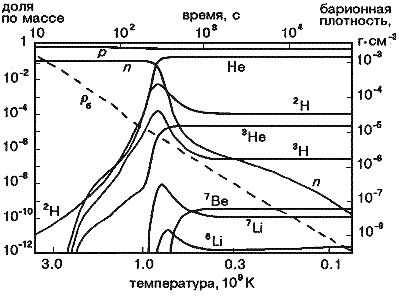 доля по массе
время, с
барионная плотность, г·см⁻³
10 10² 10³ 10⁴
1
10⁻²
10⁻⁴
10⁻⁶
10⁻⁸
10⁻¹⁰
10⁻¹²
10⁻³
10⁻⁴
10⁻⁵
10⁻⁶
10⁻⁷
10⁻⁹
p
n
He
ρб
²H
³He
³H
n
²H
⁷Be
⁷Li
⁶Li
3.0 1.0 0.3 0.1
температура, 10⁹ K